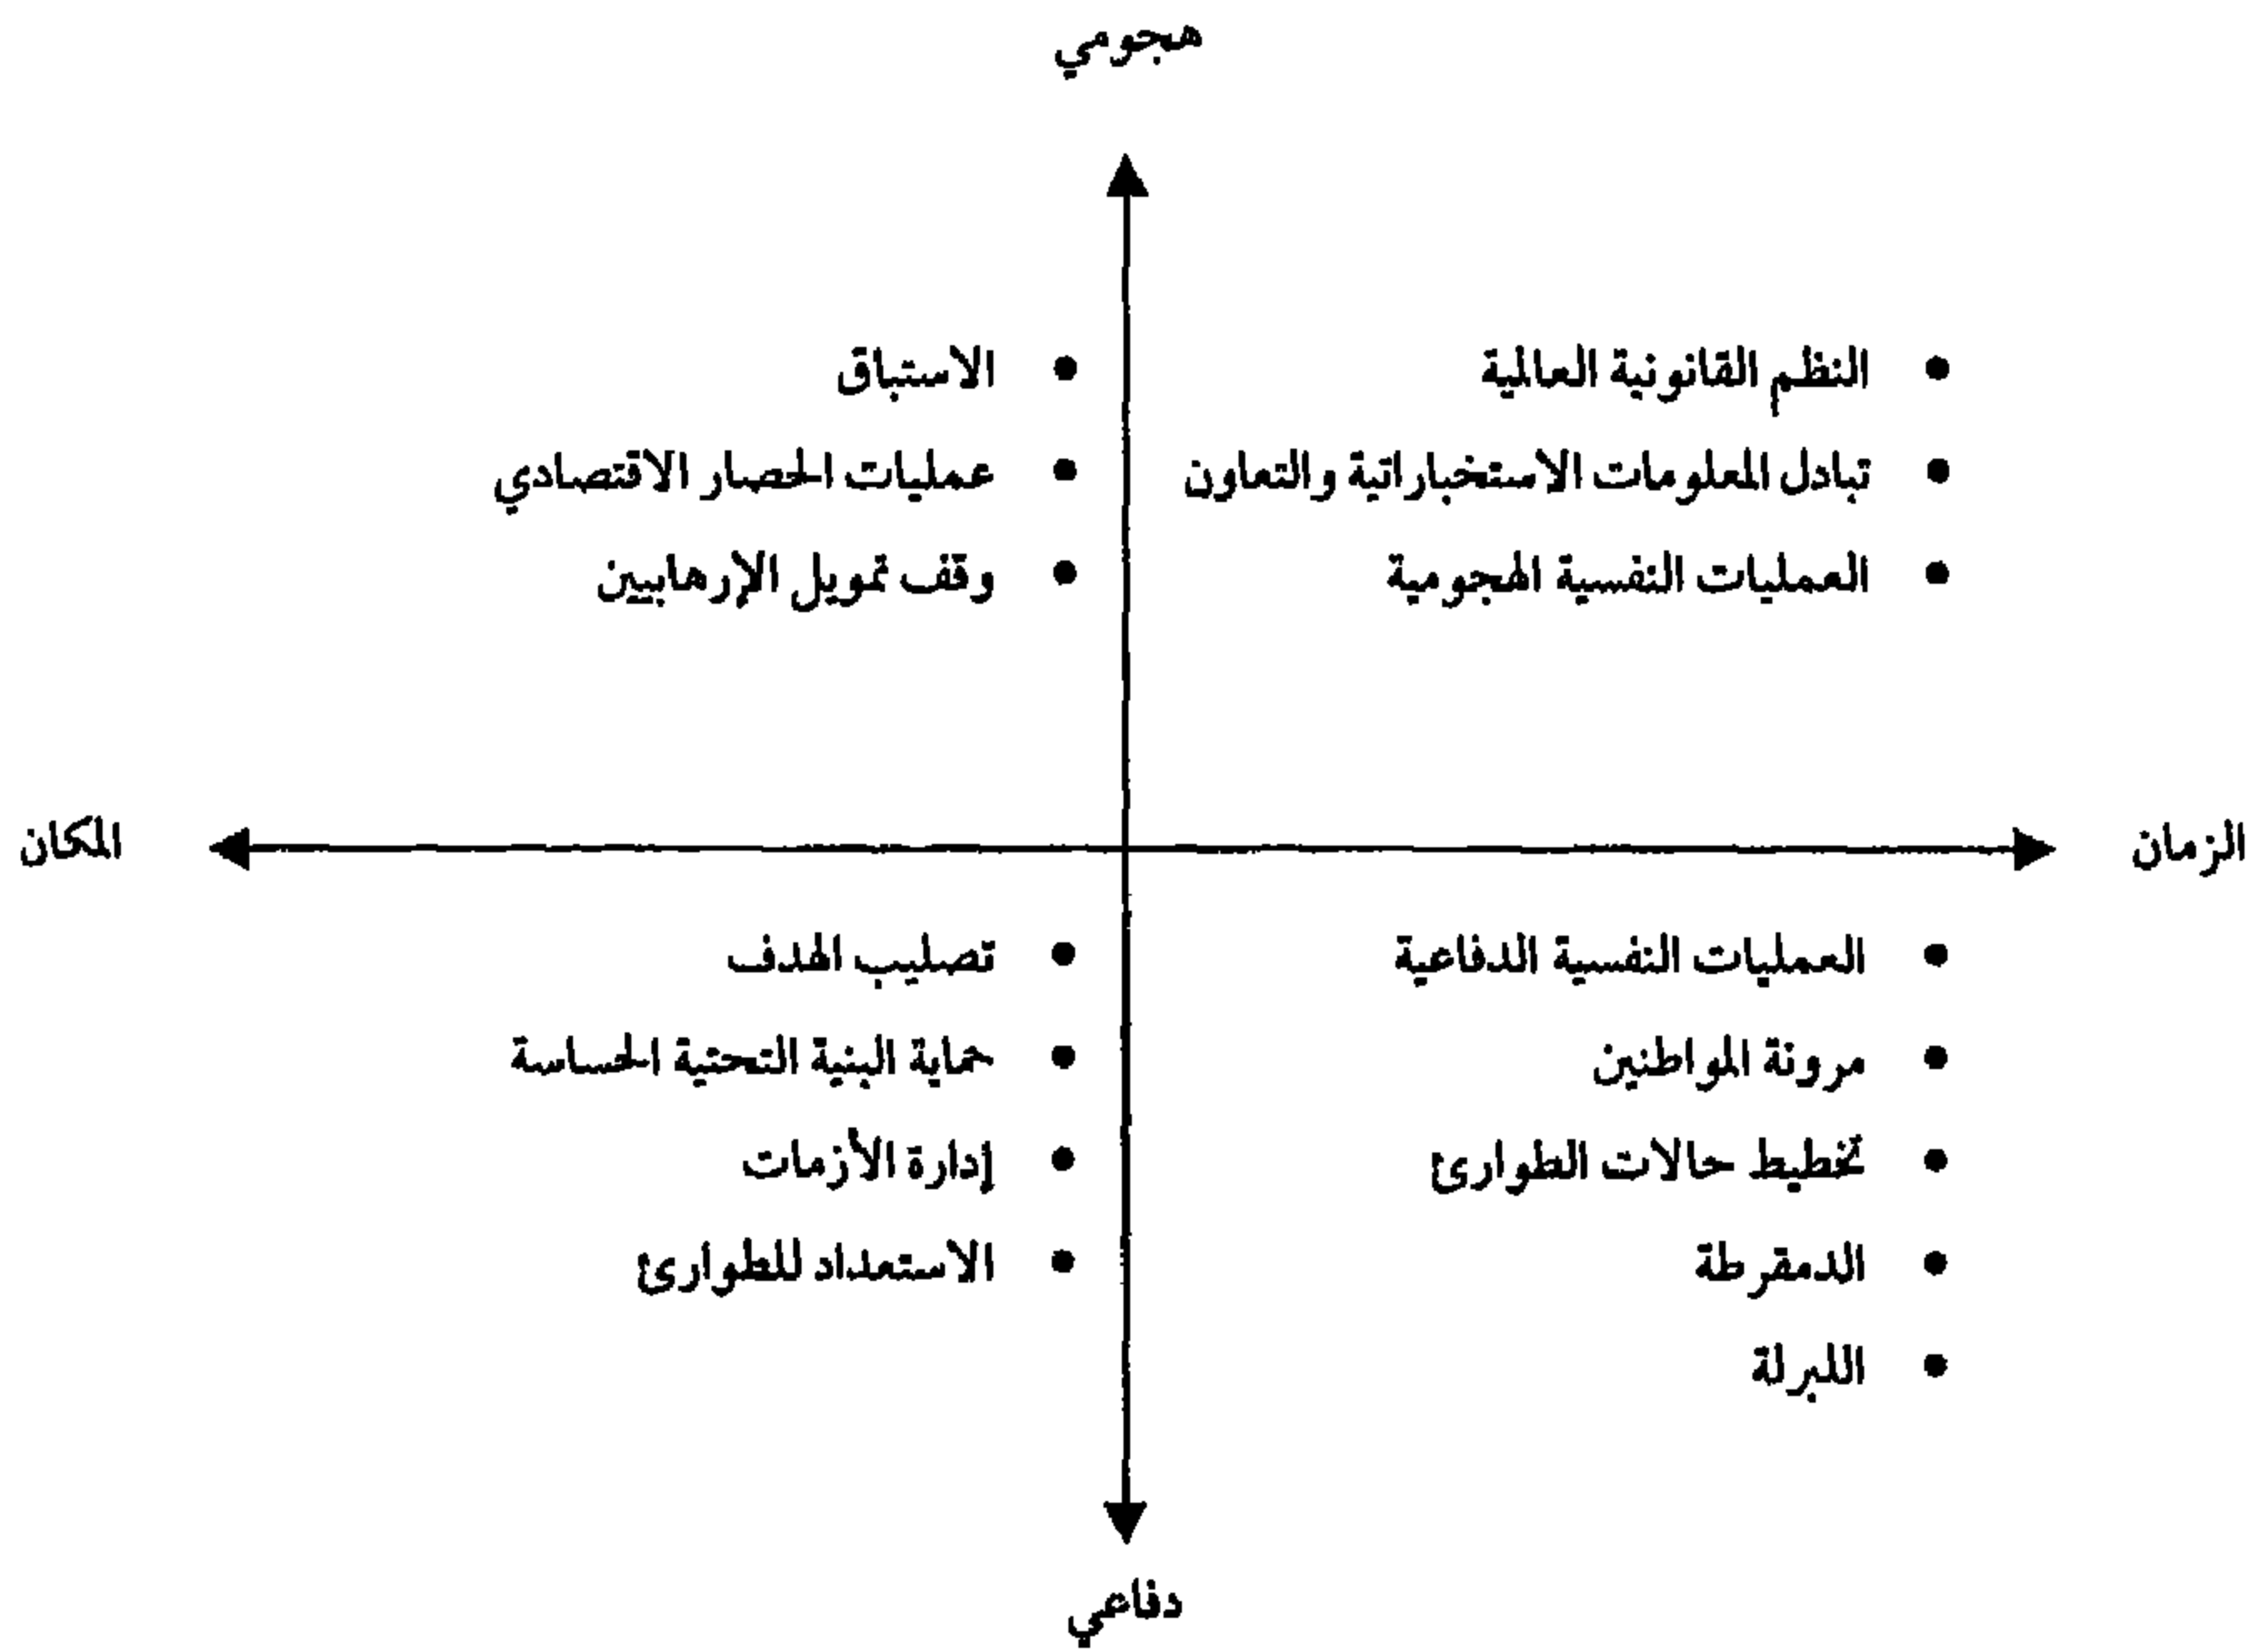 هجومي
• النظم القانونية العالمية
• تبادل المعلومات الاستخباراتية والتعاون
• العمليات النفسية الهجومية
• الاستباق
• عمليات الحصار الاقتصادي
• وقف تمويل الإرهابيين
الزمان
المكان
• العمليات النفسية الدفاعية
• مرونة المواطنين
• تخطيط حالات الطوارئ
• الدمقرطة
• اللبرلة
• تصليب الهدف
• حماية البنية التحتية الحساسة
• إدارة الأزمات
• الاستعداد للطوارئ
دفاعي